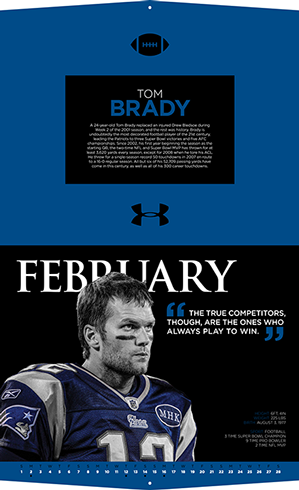 TOM
BRADY
A 24-year-old Tom Brady replaced an injured Drew Bledsoe during
Week 2 of the 2001 season, and the rest was history. Brady is
undoubtedly the most decorated football player of the 21st century,
leading the Patriots to three Super Bowl victories and five AFC
championships. Since 2002, his first year beginning the season as the
starting QB, the two-time NFL and Super Bowl MVP has thrown for at
least 3,620 yards every season, except for 2008 when he tore his ACL.
He threw for a single-season record 50 touchdowns in 2007 en route
to a 16-0 regular season. All but six of his passing yards have
come in this century, as well as all of his 300 career touchdowns.
UNDER ARMOUR
FEBRUARY
“ THE TRUE COMPETITORS,
THOUGH, ARE THE ONES WHO
ALWAYS PLAY TO WIN. ”
HEIGHT: 6FT. 4IN
WEIGHT: 225 LBS
BIRTH: AUGUST 3, 1977
SPORT: FOOTBALL
3 TIME SUPER BOWL CHAMPION
9 TIME PRO BOWLER
2 TIME NFL MVP
MHK
12
1 2 3 4 5 6 7 8 9 10 11 12 13 14 15 16 17 18 19 20 21 22 23 24 25 26 27 28